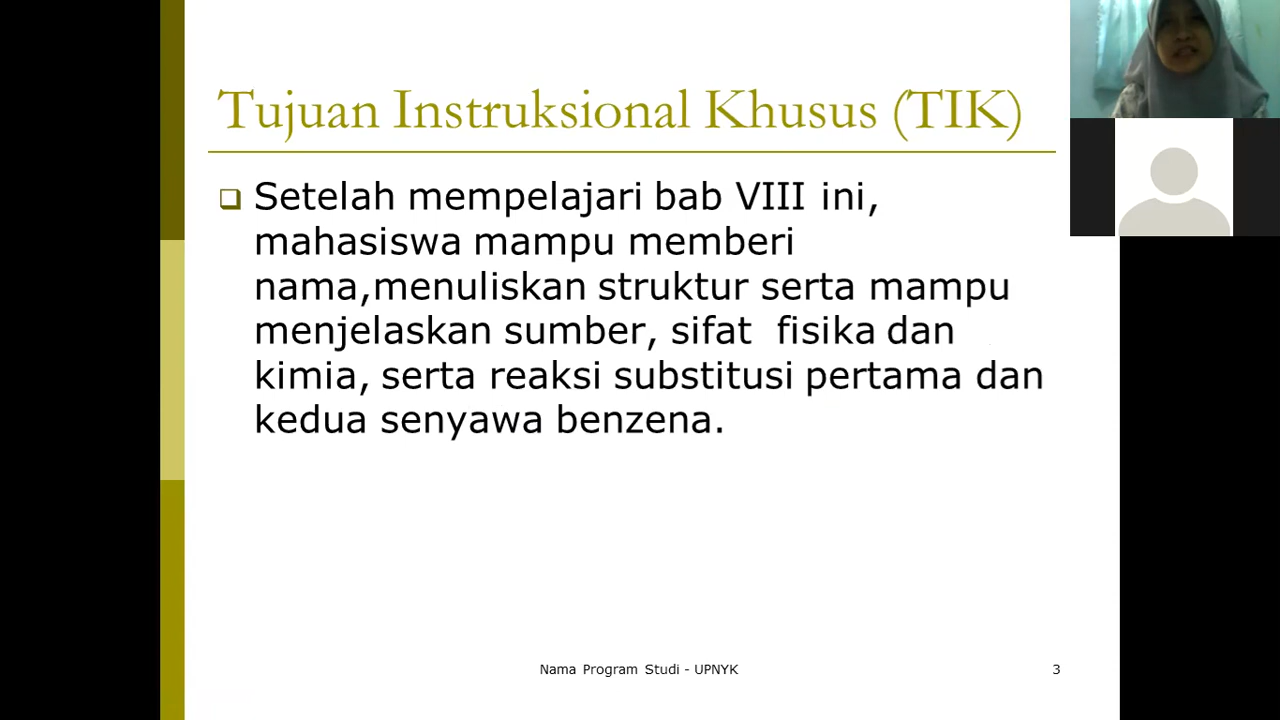 Tujuan Instruksional Khusus (TIK)
Setelah mempelajari bab VIII ini,
mahasiswa mampu memberi
nama,menuliskan struktur serta mampu
menjelaskan sumber, sifat  fisika dan
kimia, serta reaksi substitusi pertama dan
kedua senyawa benzena.
Nama Program Studi - UPNYK
3